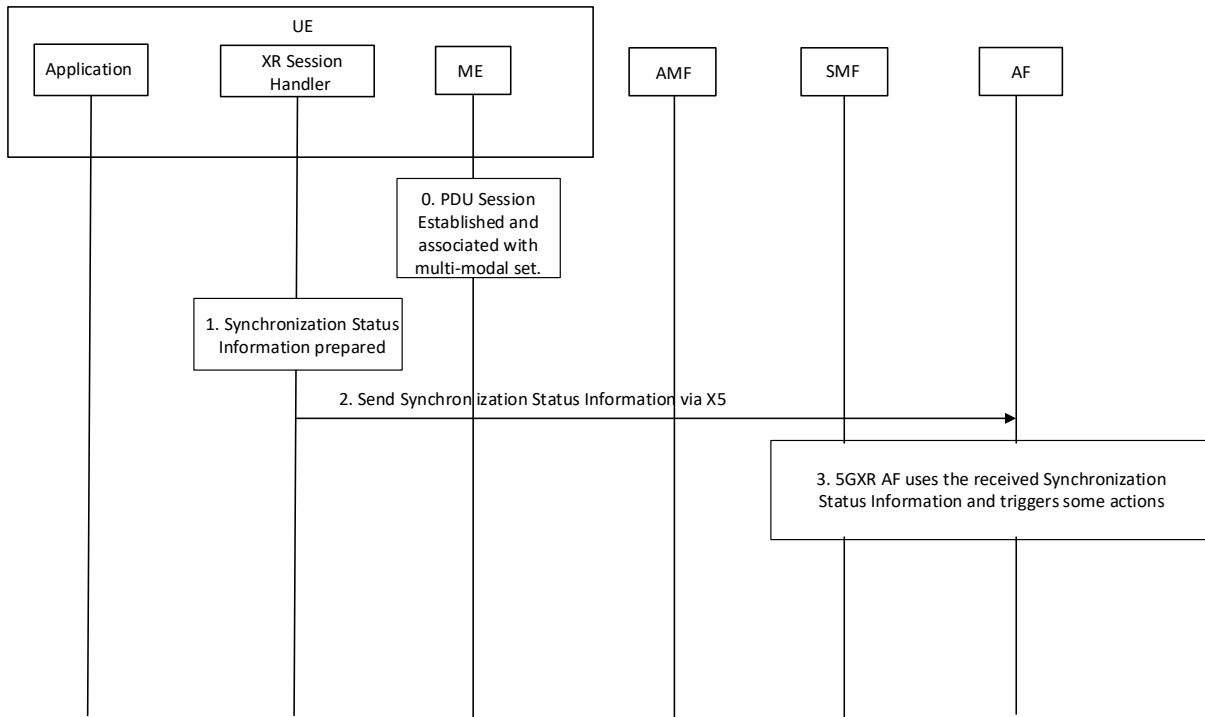 UE
Application
XR Session
Handler
ME
AMF
SMF
AF
0. PDU Session
Established and
associated with
multi-modal set.
1. Synchronization Status
Information prepared
2. Send Synchronization Status Information via X5
3. 5GXR AF uses the received Synchronization
Status Information and triggers some actions